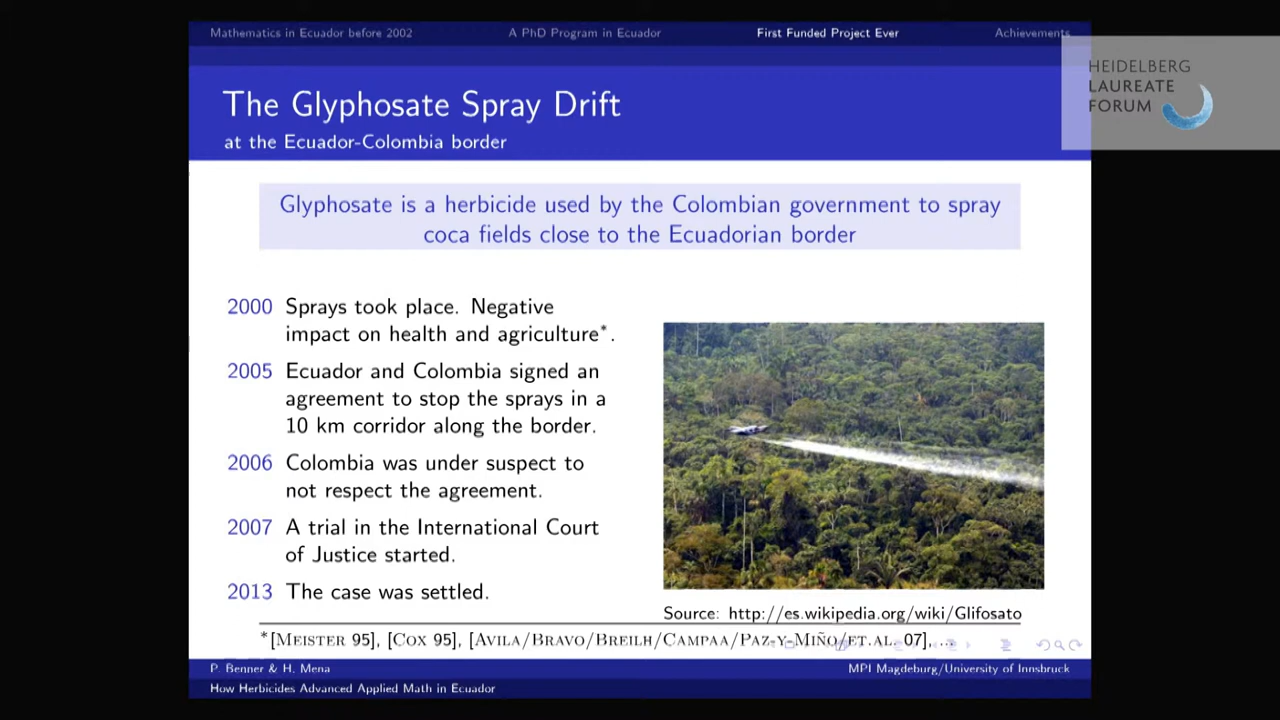 Mathematics in Ecuador before 2002 A PhD Program in Ecuador First Funded Project Ever Achievements
HEIDELBERG
LAUREATE
FORUM
The Glyphosate Spray Drift
at the Ecuador-Colombia border
Glyphosate is a herbicide used by the Colombian government to spray
coca fields close to the Ecuadorian border
2000 Sprays took place. Negative
impact on health and agriculture*.
2005 Ecuador and Colombia signed an
agreement to stop the sprays in a
10 km corridor along the border.
2006 Colombia was under suspect to
not respect the agreement.
2007 A trial in the International Court
of Justice started.
2013 The case was settled.
Source: http://es.wikipedia.org/wiki/Glifosato
*[Meister 95], [Cox 95], [Avila/Bravo/Breilh/Campaa/Paz-y-Miño/et.al. 07], ...
P. Benner & H. Mena MPI Magdeburg/University of Innsbruck
How Herbicides Advanced Applied Math in Ecuador